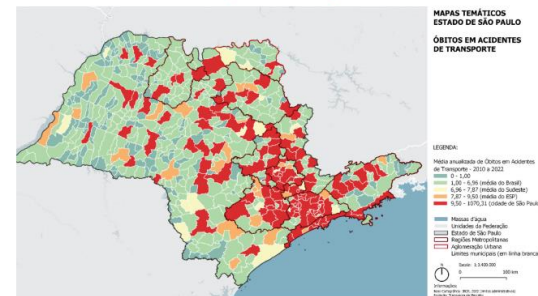 MAPAS TEMÁTICOS
ESTADO DE SÃO PAULO
ÓBITOS EM ACIDENTES
DE TRANSPORTE
LEGENDA:
Média anualizada de Óbitos em Acidentes
de Transporte - 2010 a 2022
0 - 1,00
1,00 - 6,96 (média do Brasil)
6,96 - 7,87 (média do Sudeste)
7,87 - 9,50 (média do ESP)
9,50 - 1070,31 (cidade de São Paulo
Massas d'água
Unidades da Federação
Estado de São Paulo
Regiões Metropolitanas
Aglomeração Urbana
Limites municipais (em linha branca
Escala: 1:3.400.000
0 100 km
Informações